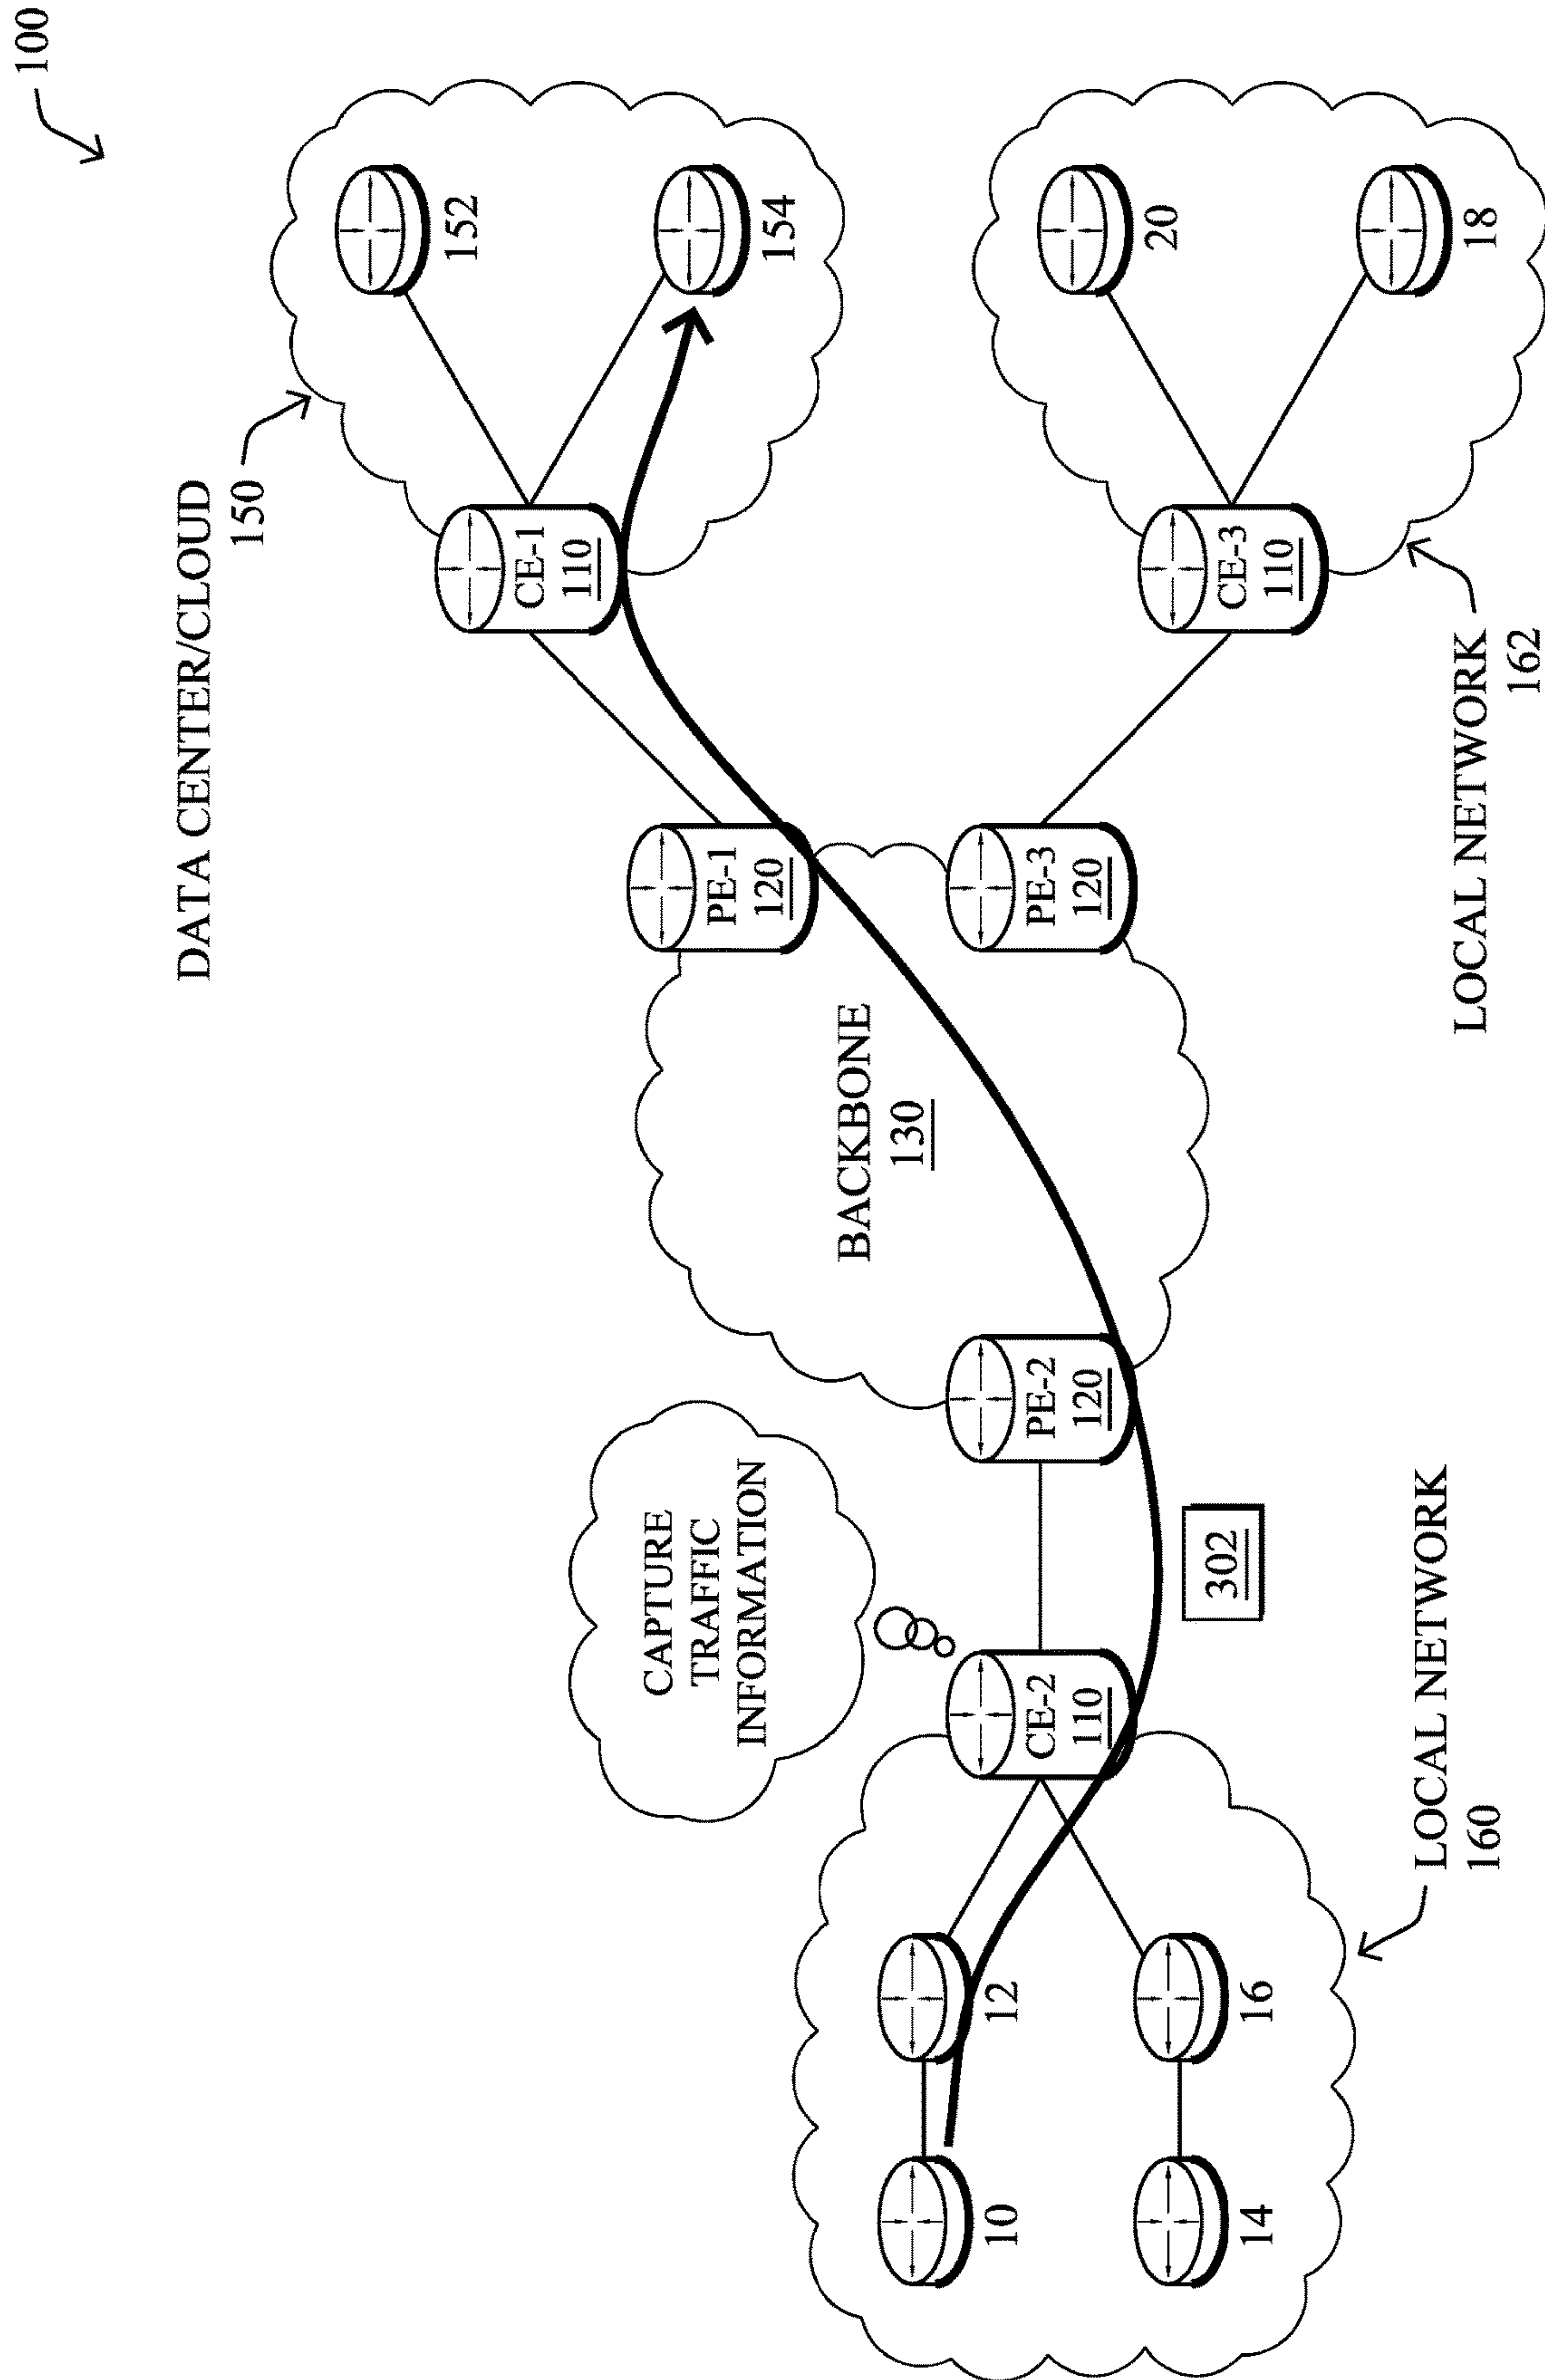 100
DATA CENTER/CLOUD
150
152
154
CE-1
110
PE-1
120
BACKBONE
130
PE-3
120
CE-3
110
20
18
LOCAL NETWORK
162
CAPTURE
TRAFFIC
INFORMATION
PE-2
120
302
CE-2
110
12
10
16
14
LOCAL NETWORK
160